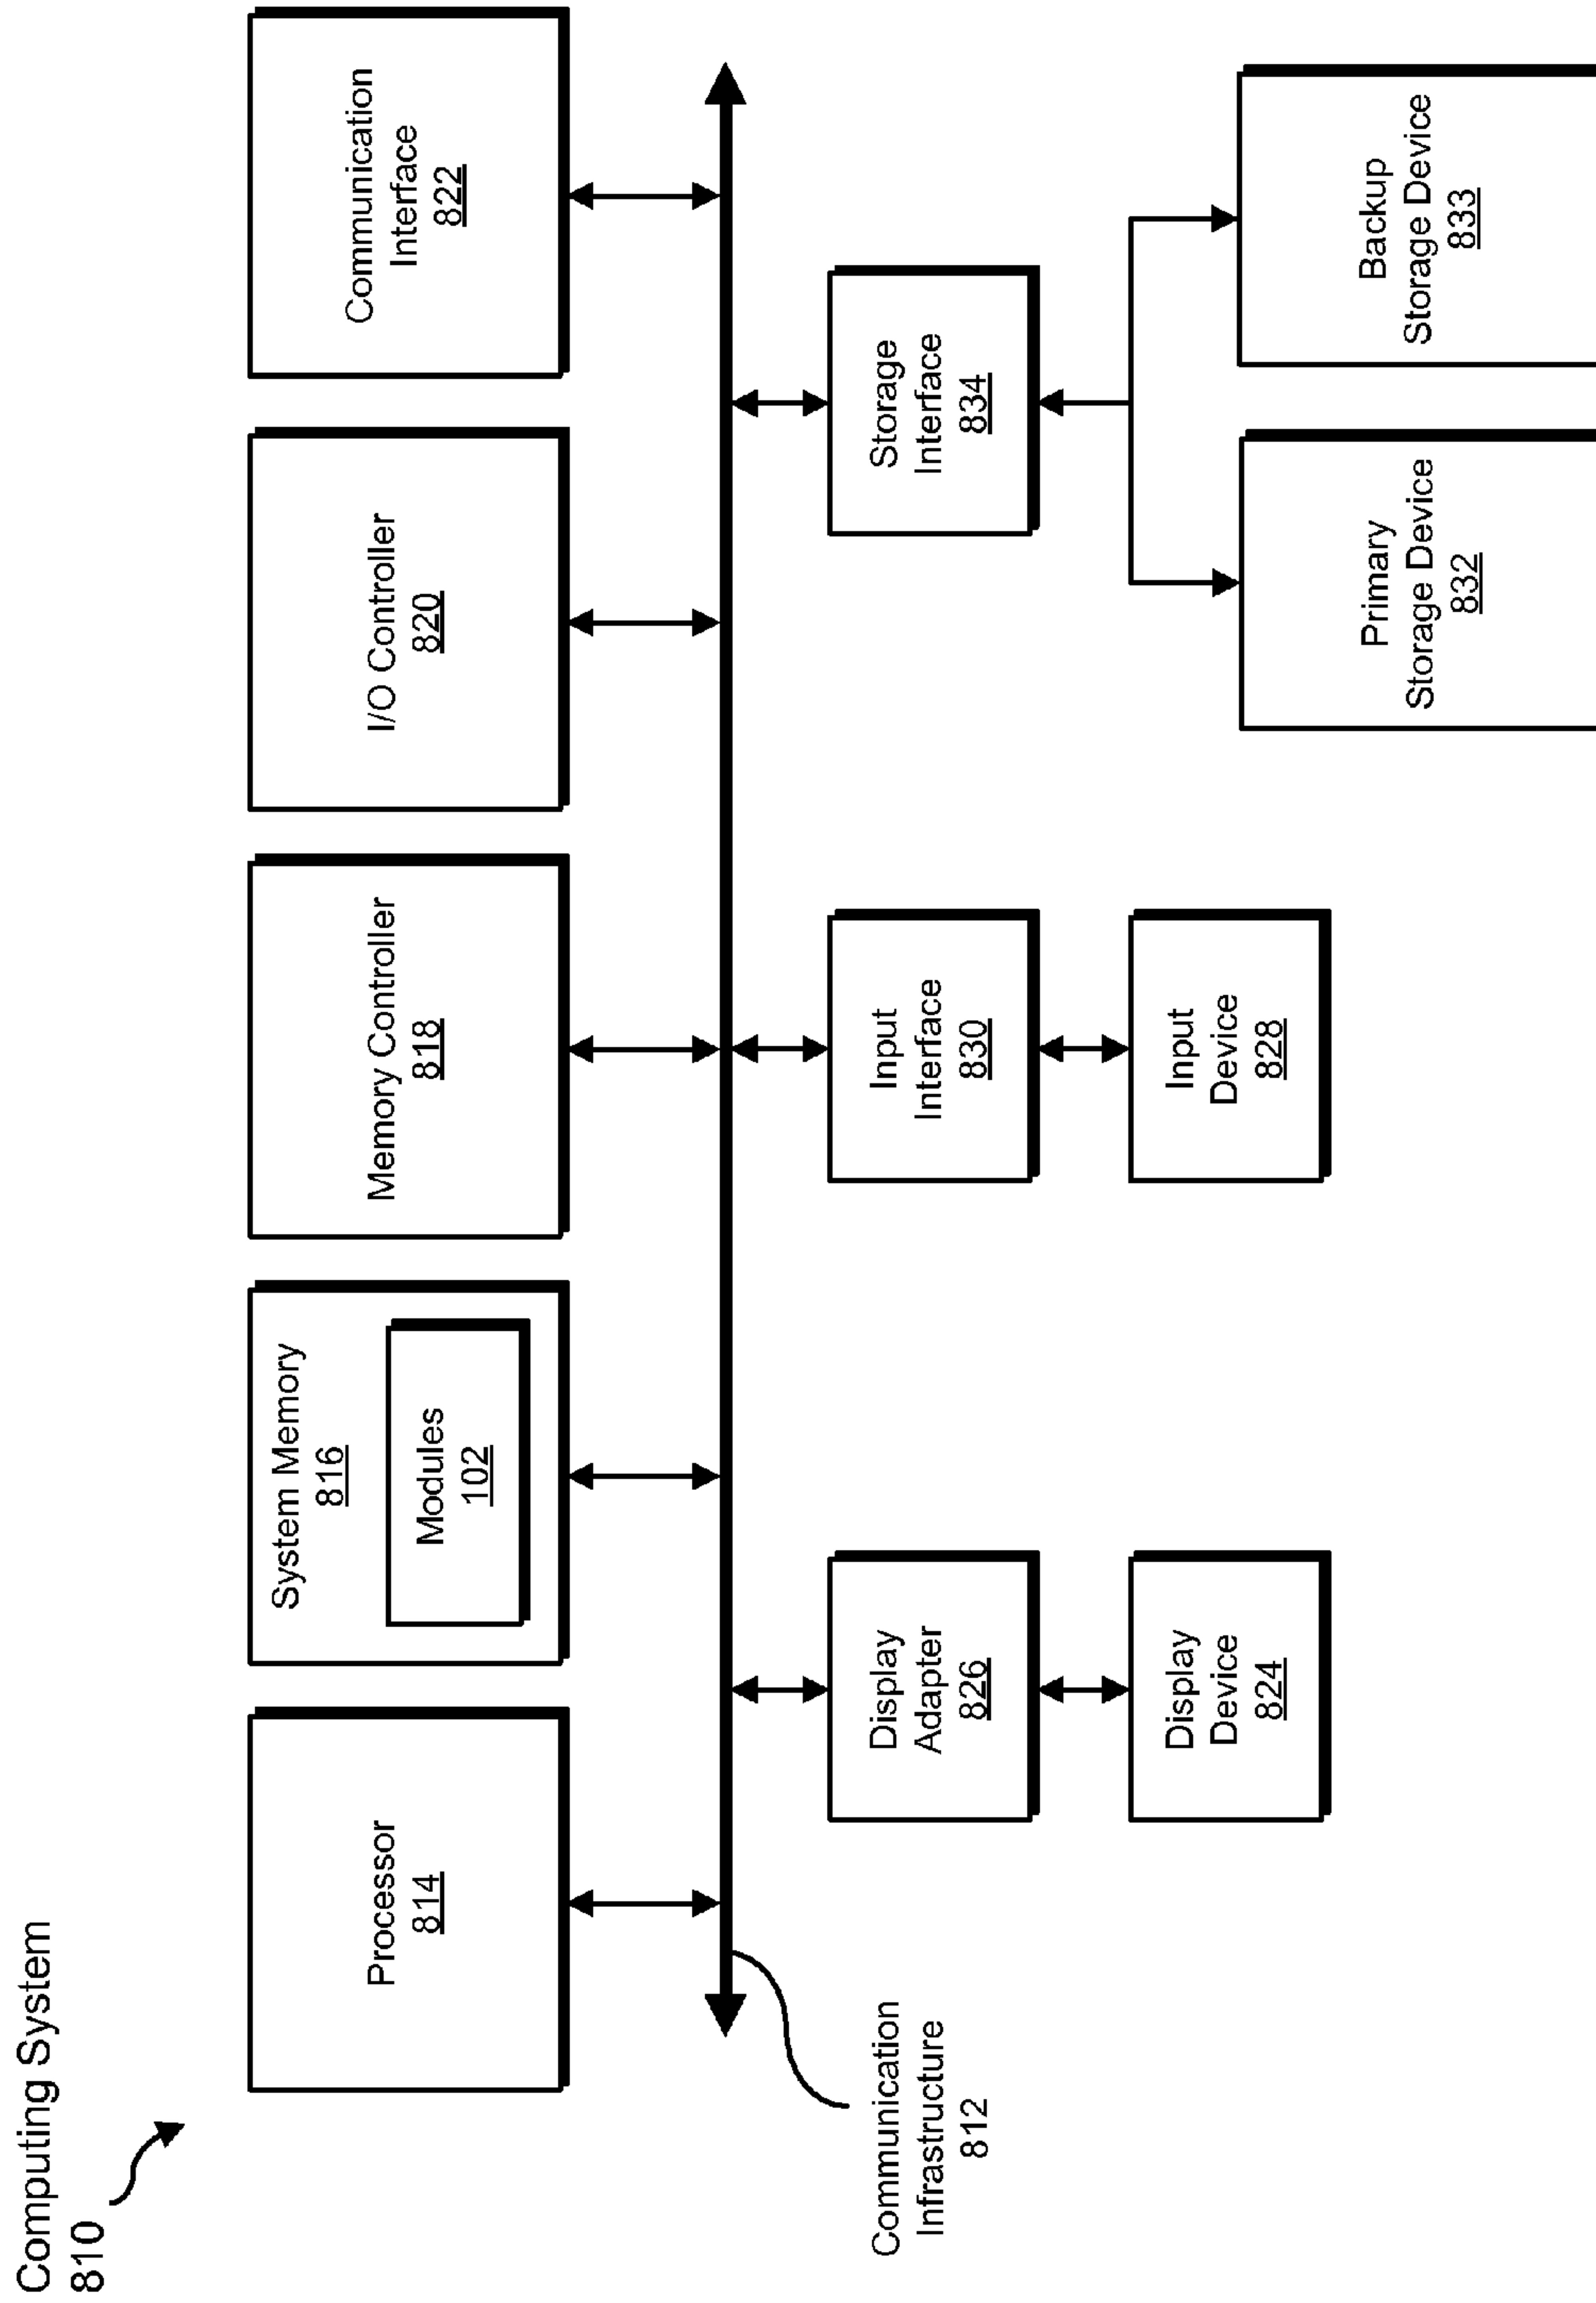 Computing System
810
Processor
814
System Memory
816
Modules
102
Memory Controller
818
I/O Controller
820
Communication
Interface
822
Communication
Infrastructure
812
Display
Adapter
826
Input
Interface
830
Storage
Interface
834
Display
Device
824
Input
Device
828
Primary
Storage Device
832
Backup
Storage Device
833